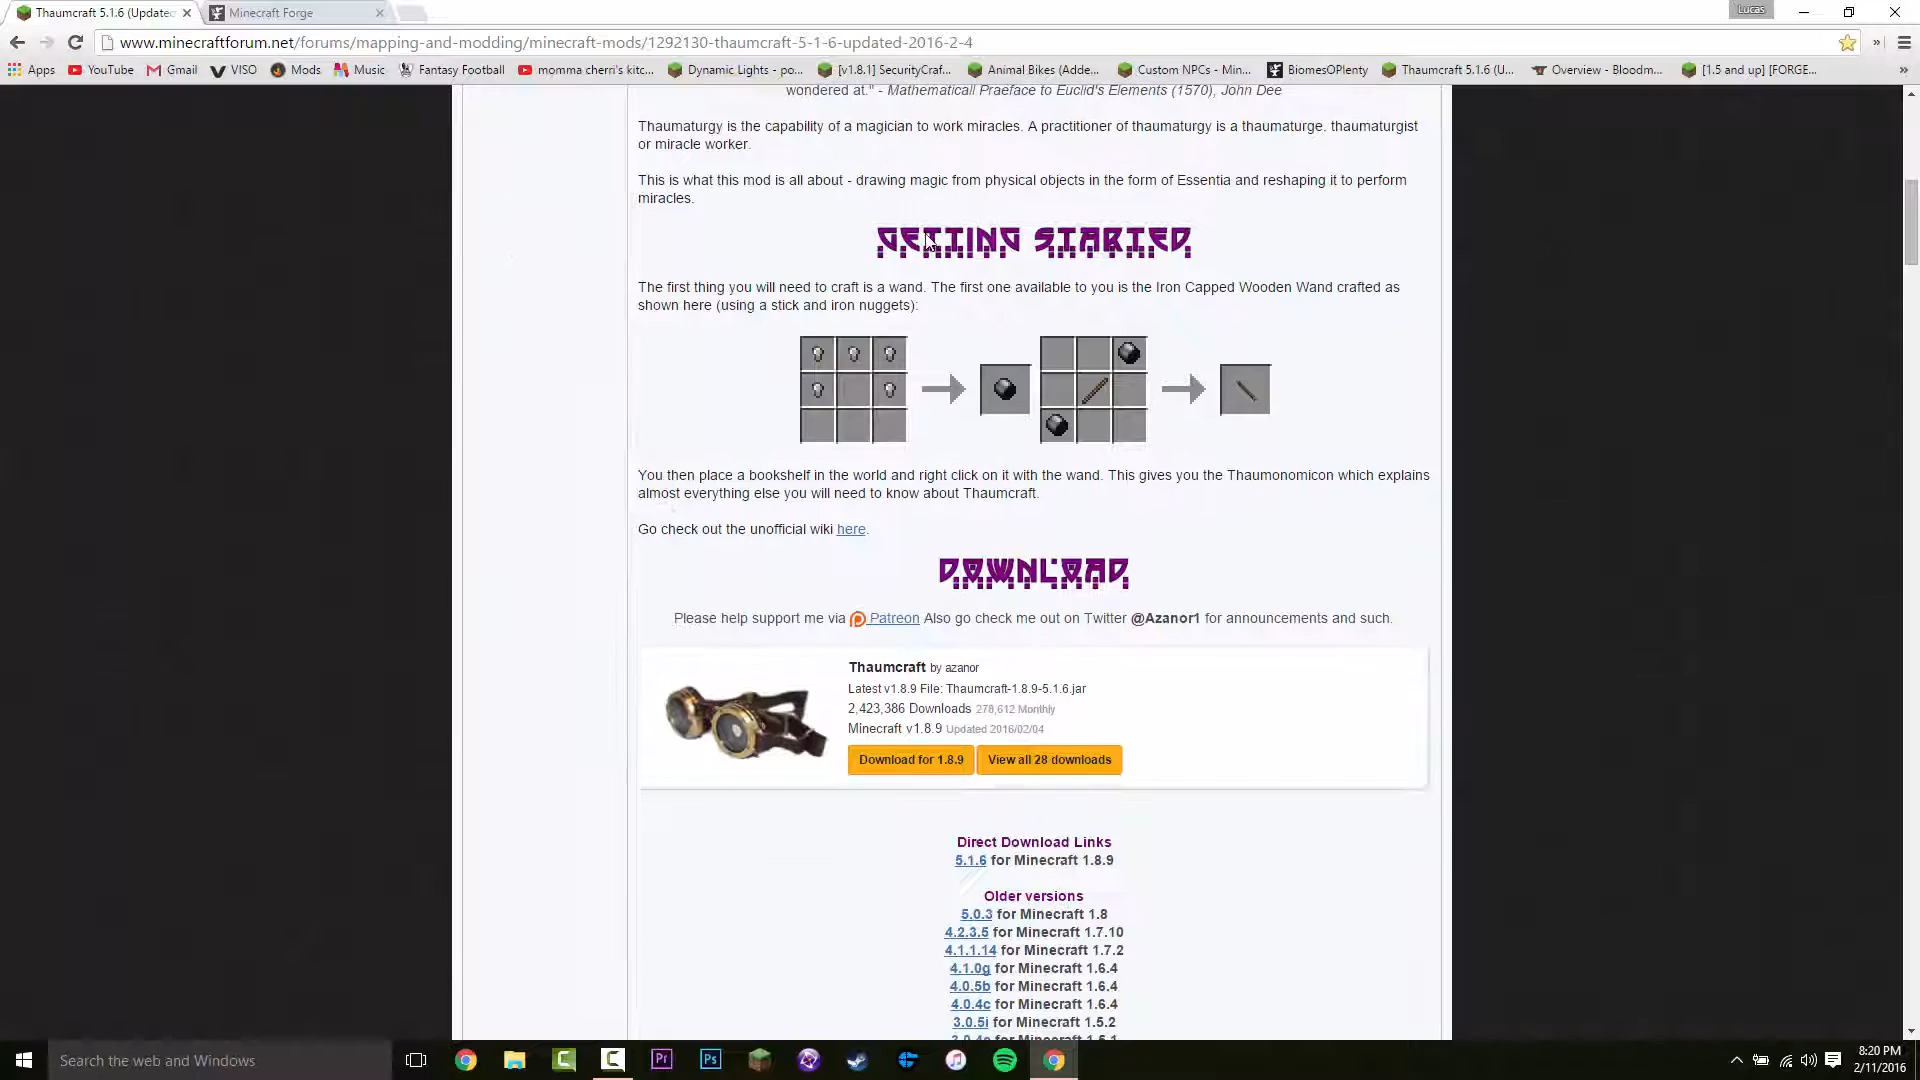 Thaumcraft 5.1.6 (Update
Minecraft Forge
Lucas
www.minecraftforum.net/forums/mapping-and-modding/minecraft-mods/1292130-thaumcraft-5-1-6-updated-2016-2-4
Apps YouTube Gmail VISO Mods Music Fantasy Football momma cherri's kitc... Dynamic Lights - po... [v1.8.1] SecurityCraf... Animal Bikes (Adde... Custom NPCs - Min... BiomesOPlenty Thaumcraft 5.1.6 (U... Overview - Bloodm... [1.5 and up] [FORGE...
wondered at." - Mathematicall Praeface to Euclid's Elements (1570), John Dee
Thaumaturgy is the capability of a magician to work miracles. A practitioner of thaumaturgy is a thaumaturge, thaumaturgist
or miracle worker.
This is what this mod is all about - drawing magic from physical objects in the form of Essentia and reshaping it to perform
miracles.
GETTING STARTED
The first thing you will need to craft is a wand. The first one available to you is the Iron Capped Wooden Wand crafted as
shown here (using a stick and iron nuggets):
You then place a bookshelf in the world and right click on it with the wand. This gives you the Thaumonomicon which explains
almost everything else you will need to know about Thaumcraft.
Go check out the unofficial wiki here.
DOWNLOAD
Please help support me via Patreon Also go check me out on Twitter @Azanor1 for announcements and such.
Thaumcraft by azanor
Latest v1.8.9 File: Thaumcraft-1.8.9-5.1.6.jar
2,423,386 Downloads 278,612 Monthly
Minecraft v1.8.9 Updated 2016/02/04
Download for 1.8.9 View all 28 downloads
Direct Download Links
5.1.6 for Minecraft 1.8.9
Older versions
5.0.3 for Minecraft 1.8
4.2.3.5 for Minecraft 1.7.10
4.1.1.14 for Minecraft 1.7.2
4.1.0g for Minecraft 1.6.4
4.0.5b for Minecraft 1.6.4
4.0.4c for Minecraft 1.6.4
3.0.5i for Minecraft 1.5.2
Search the web and Windows
8:20 PM
2/11/2016